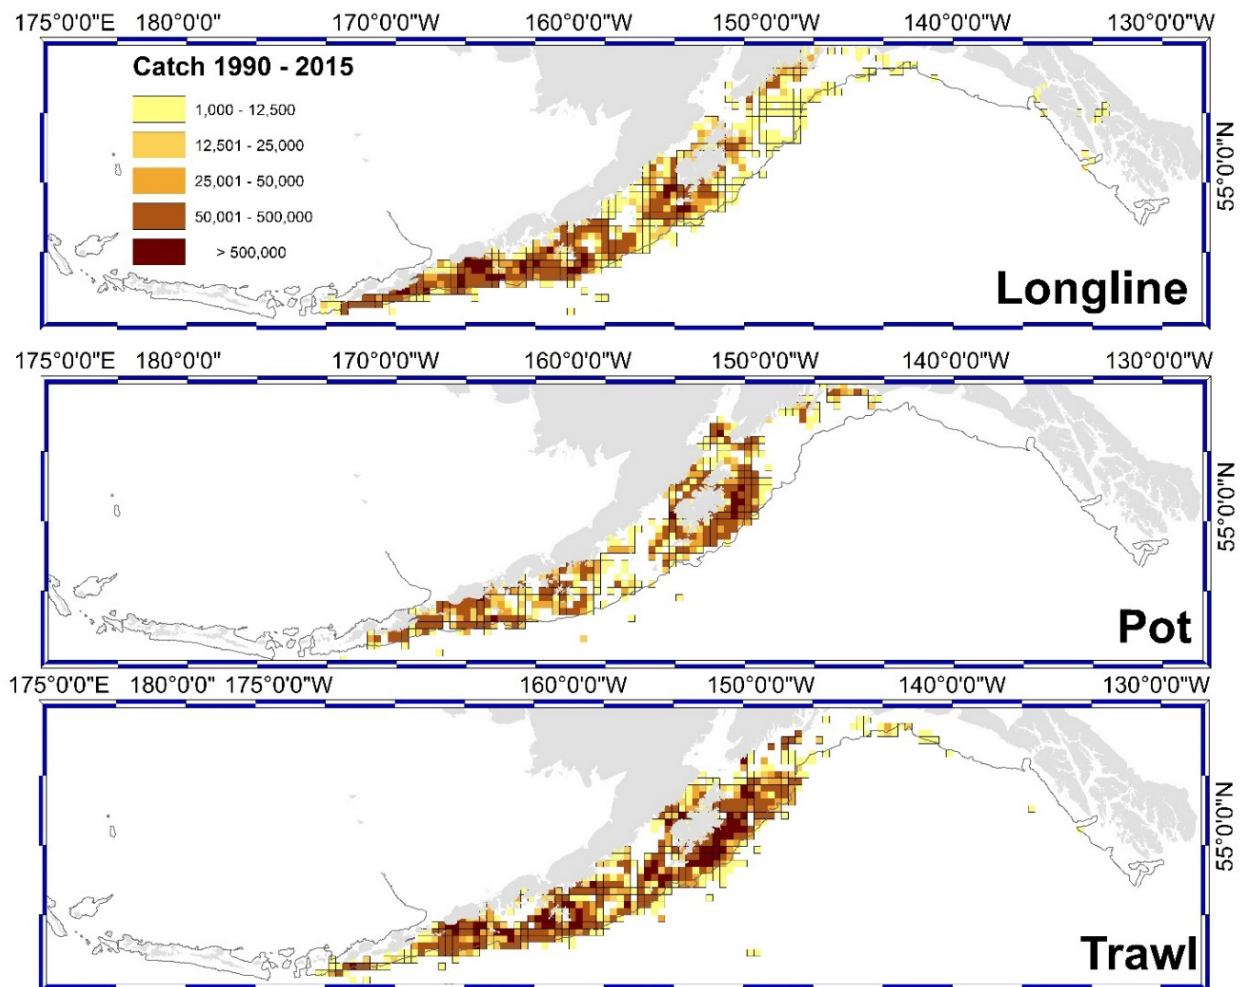 175°0'0"E 180°0'0" 170°0'0"W 160°0'0"W 150°0'0"W 140°0'0"W 130°0'0"W
Catch 1990 - 2015
1,000 - 12,500
12,501 - 25,000
25,001 - 50,000
50,001 - 500,000
> 500,000
55°0'0"N
Longline
175°0'0"E 180°0'0" 170°0'0"W 160°0'0"W 150°0'0"W 140°0'0"W 130°0'0"W
55°0'0"N
Pot
175°0'0"E 180°0'0" 175°0'0"W 160°0'0"W 150°0'0"W 140°0'0"W 130°0'0"W
55°0'0"N
Trawl